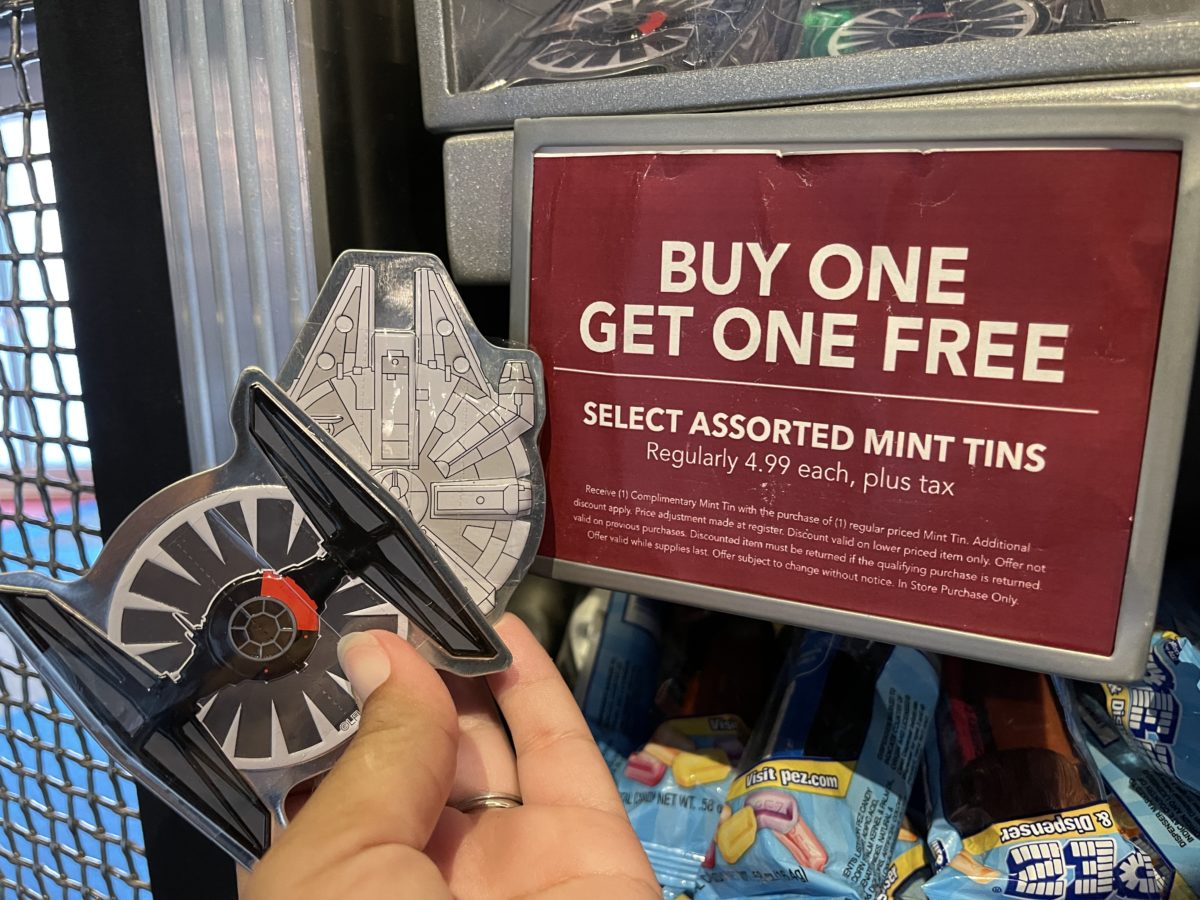 BUY ONE
GET ONE FREE
SELECT ASSORTED MINT TINS
Regularly 4.99 each, plus tax
Receive (1) Complimentary Mint Tin with the purchase of (1) regular priced Mint Tin. Additional
discount apply. Price adjustment made at register. Discount valid on lower priced item only. Offer not
valid on previous purchases. Discounted item must be returned if the qualifying purchase is returned.
Offer valid while supplies last. Offer subject to change without notice. In Store Purchase Only.
Visit pez.com
CANDY NET WT.
& Dispenser
PEZ